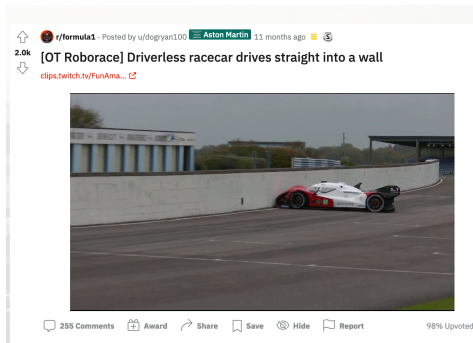 r/formula1 · Posted by u/dogryan100 Aston Martin 11 months ago
2.0k
[OT Roborace] Driverless racecar drives straight into a wall
clips.twitch.tv/FunAma...
255 Comments Award Share Save Hide Report 98% Upvoted